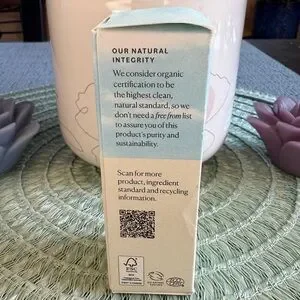 OUR NATURAL
INTEGRITY
We consider organic
certification to be
the highest clean,
natural standard, so we
don't need a free from list
to assure you of this
product's purity and
sustainability.
Scan for more
product, ingredient
standard and recycling
information.
FSC